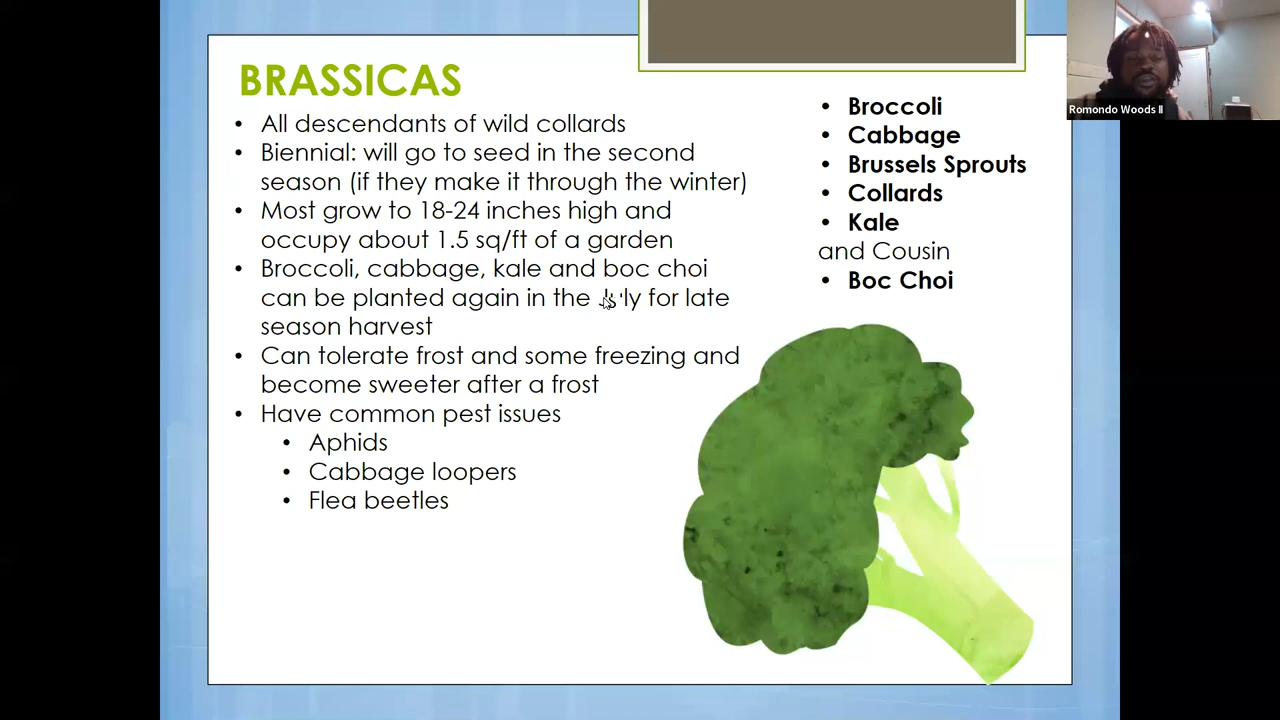 BRASSICAS
• All descendants of wild collards
• Biennial: will go to seed in the second
season (if they make it through the winter)
• Most grow to 18-24 inches high and
occupy about 1.5 sq/ft of a garden
• Broccoli, cabbage, kale and boc choi
can be planted again in the July for late
season harvest
• Can tolerate frost and some freezing and
become sweeter after a frost
• Have common pest issues
• Aphids
• Cabbage loopers
• Flea beetles
• Broccoli
• Cabbage
• Brussels Sprouts
• Collards
• Kale
and Cousin
• Boc Choi
Romondo Woods II